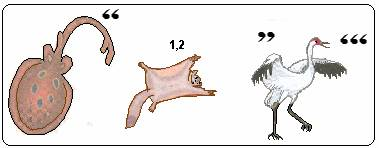 “
1,2
” ‘‘‘